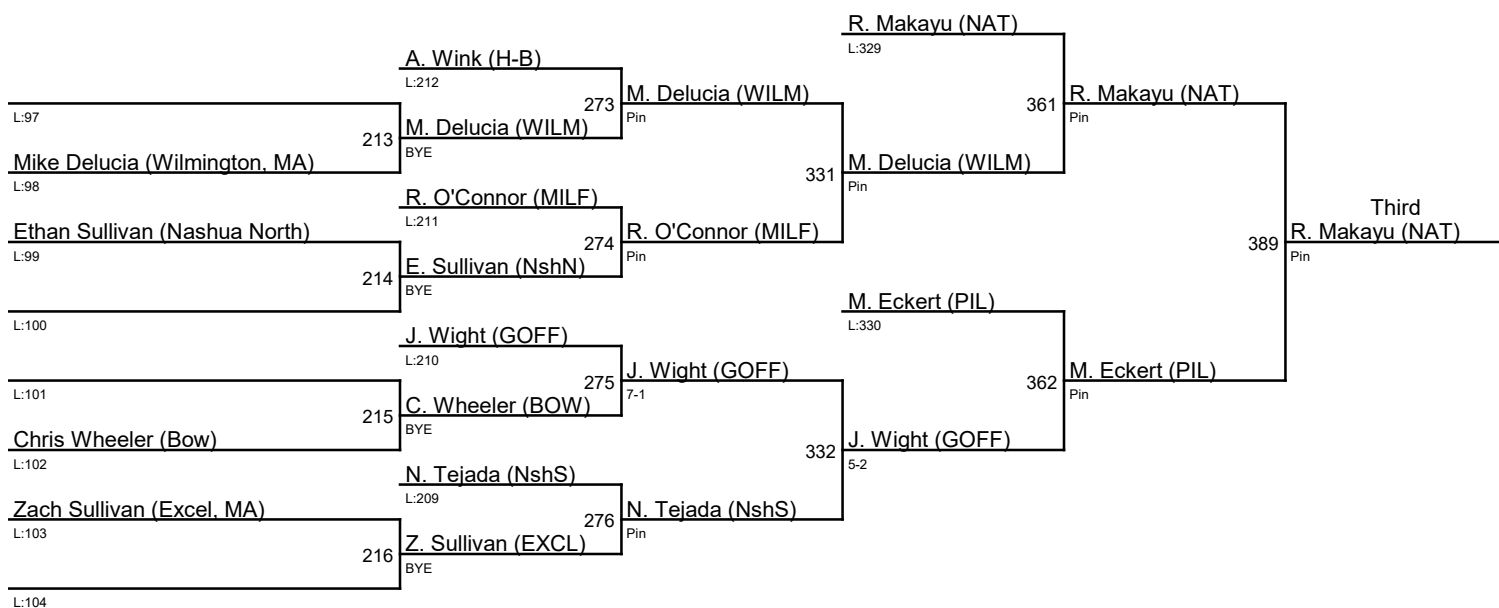 R. Makayu (NAT)
L:329
A. Wink (H-B)
L:212
273
M. Delucia (WILM)
Pin
361
R. Makayu (NAT)
Pin
L:97
213
M. Delucia (WILM)
BYE
Mike Delucia (Wilmington, MA)
L:98
331
M. Delucia (WILM)
Pin
R. O'Connor (MILF)
L:211
Third
Ethan Sullivan (Nashua North)
L:99
274
R. O'Connor (MILF)
Pin
389
R. Makayu (NAT)
Pin
214
E. Sullivan (NshN)
BYE
L:100
M. Eckert (PIL)
L:330
J. Wight (GOFF)
L:210
L:101
275
J. Wight (GOFF)
7-1
362
M. Eckert (PIL)
Pin
215
C. Wheeler (BOW)
BYE
Chris Wheeler (Bow)
L:102
332
J. Wight (GOFF)
5-2
N. Tejada (NshS)
L:209
Zach Sullivan (Excel, MA)
L:103
276
N. Tejada (NshS)
Pin
216
Z. Sullivan (EXCL)
BYE
L:104